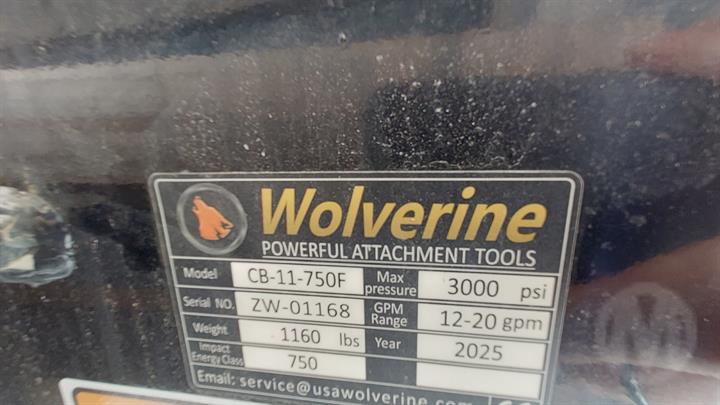 Wolverine
POWERFUL ATTACHMENT TOOLS
Model CB-11-750F Max pressure 3000 psi
Serial NO. ZW-01168 GPM Range 12-20 gpm
Weight 1160 lbs Year 2025
Impact Energy Class 750
Email: service@usawolverine.com